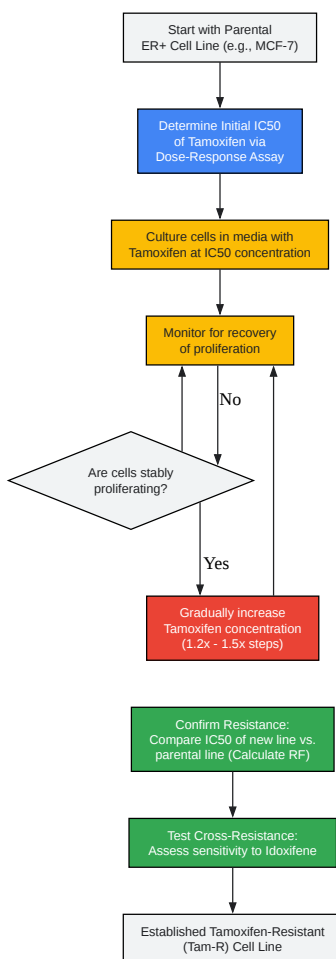 Start with Parental
ER+ Cell Line (e.g., MCF-7)
Determine Initial IC50
of Tamoxifen via
Dose-Response Assay
Culture cells in media with
Tamoxifen at IC50 concentration
Monitor for recovery
of proliferation
No
Are cells stably
proliferating?
Yes
Gradually increase
Tamoxifen concentration
(1.2x - 1.5x steps)
Confirm Resistance:
Compare IC50 of new line vs.
parental line (Calculate RF)
Test Cross-Resistance:
Assess sensitivity to Idoxifene
Established Tamoxifen-Resistant
(Tam-R) Cell Line